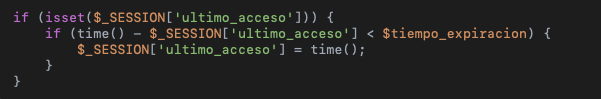 if (isset($_SESSION['ultimo_acceso'])) {
    if (time() - $_SESSION['ultimo_acceso'] < $tiempo_expiracion) {
        $_SESSION['ultimo_acceso'] = time();
    }
}